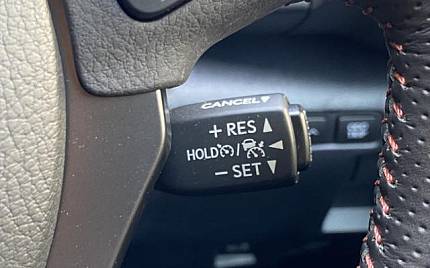 CANCEL▼
+ RES▲
HOLD / ◀
− SET▼